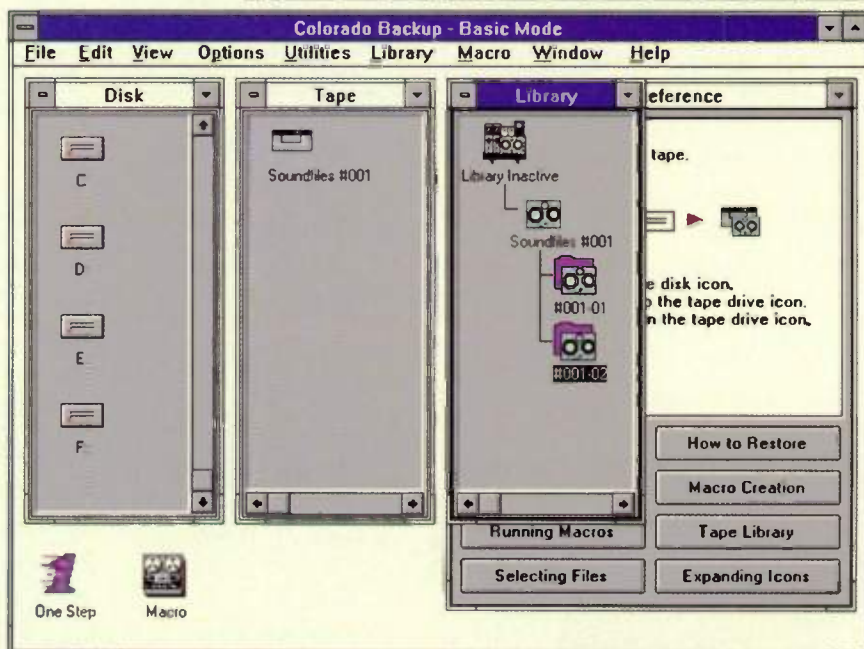 Colorado Backup - Basic Mode
File Edit View Options Utilities Library Macro Window Help
Disk
C
D
E
F
Tape
Soundfiles #001
Library
Library Inactive
Soundfiles #001
#001-01
#001-02
eference
tape.
e disk icon,
o the tape drive icon.
n the tape drive icon,
How to Restore
Macro Creation
Running Macros
Tape Library
Selecting Files
Expanding Icons
One Step
Macro